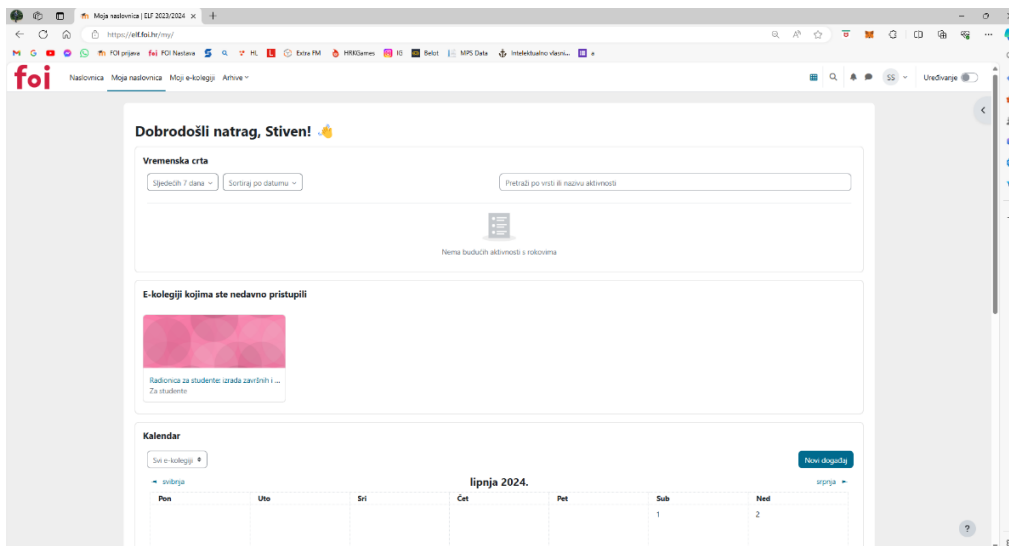 Moja naslovnica | ELF 2023/2024
https://elf.foi.hr/my/
FOI prijava foi FOI Nastava HL Extra FM HRKGames IG Belot MPS Data Intelektualno vlasni... a
foi Naslovnica Moja naslovnica Moji e-kolegiji Arhive SS Uređivanje
Dobrodošli natrag, Stiven!
Vremenska crta
Sljedećih 7 dana Sortiraj po datumu Pretraži po vrsti ili nazivu aktivnosti
Nema budućih aktivnosti s rokovima
E-kolegiji kojima ste nedavno pristupili
Radionica za studente: izrada završnih i ...
Za studente
Kalendar
Svi e-kolegiji Novi događaj
svibnja lipnja 2024. srpnja
Pon Uto Sri Čet Pet Sub Ned
1 2
?